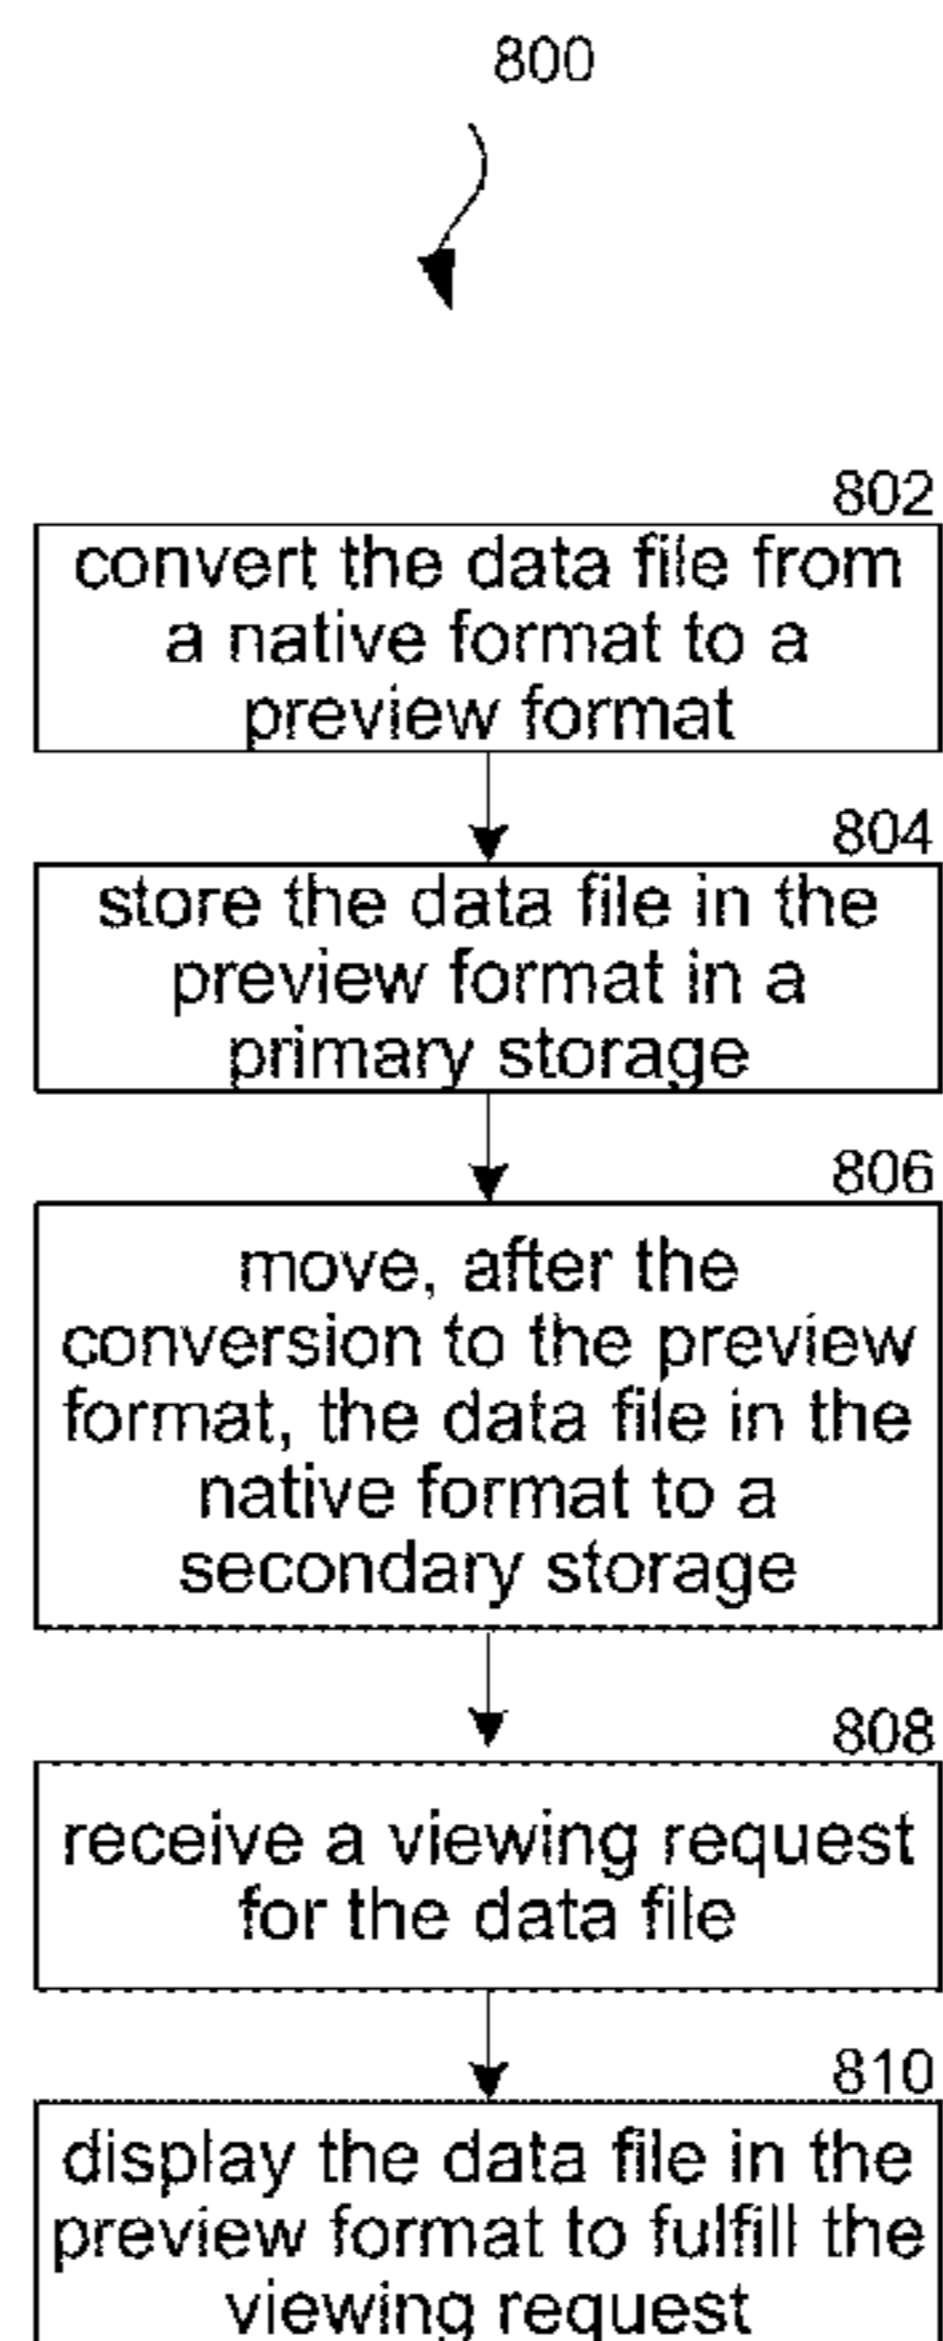 800
802
convert the data file from
a native format to a
preview format
804
store the data file in the
preview format in a
primary storage
806
move, after the
conversion to the preview
format, the data file in the
native format to a
secondary storage
808
receive a viewing request
for the data file
810
display the data file in the
preview format to fulfill the
viewing request